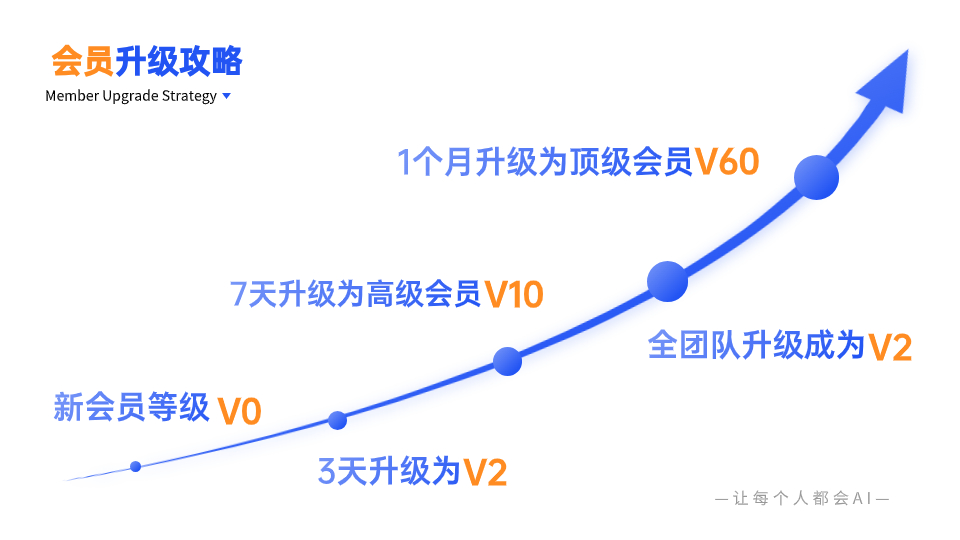 会员升级攻略
Member Upgrade Strategy
1个月升级为顶级会员V60
7天升级为高级会员V10
全团队升级成为V2
新会员等级 V0
3天升级为V2
—让每个人都会AI—